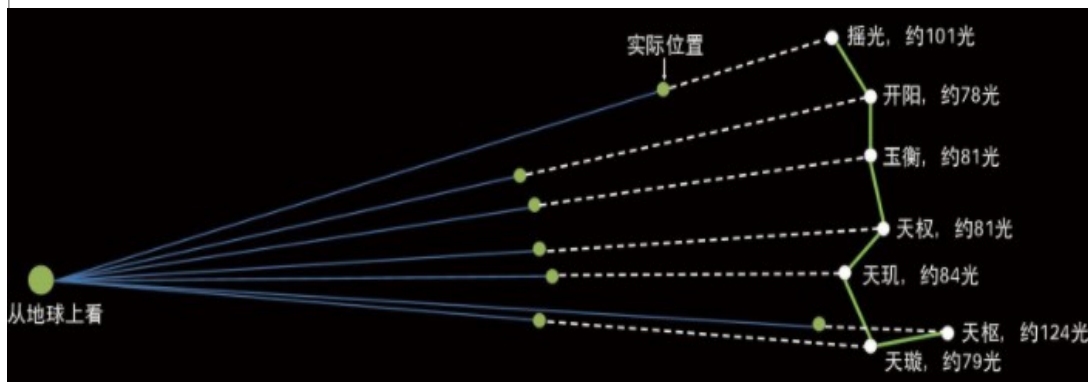 实际位置
摇光，约101光
开阳，约78光
玉衡，约81光
天权，约81光
天玑，约84光
从地球上看
天枢，约124光
天璇，约79光